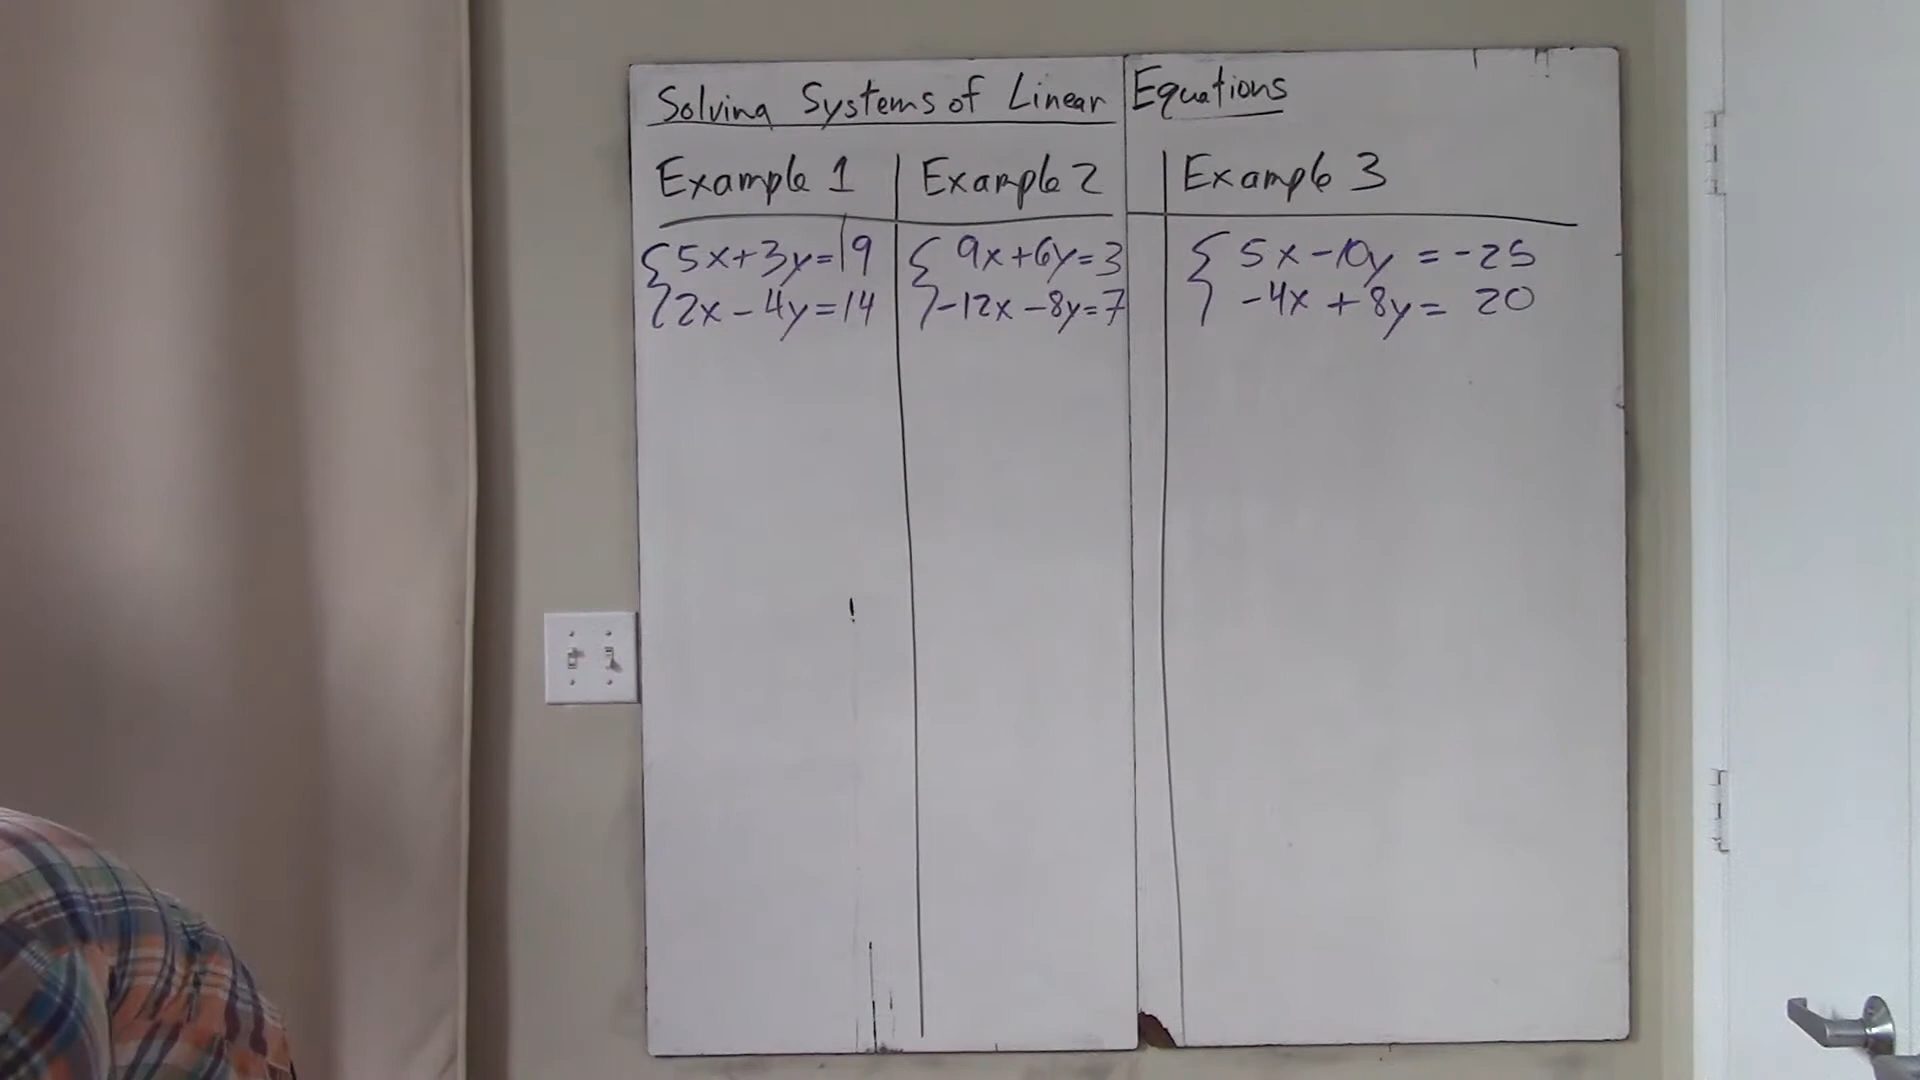 Solving Systems of Linear Equations
Example 1 Example 2 Example 3
5x+3y=19 9x+6y=3 5x-10y=-25
2x-4y=14 -12x-8y=7 -4x+8y=20